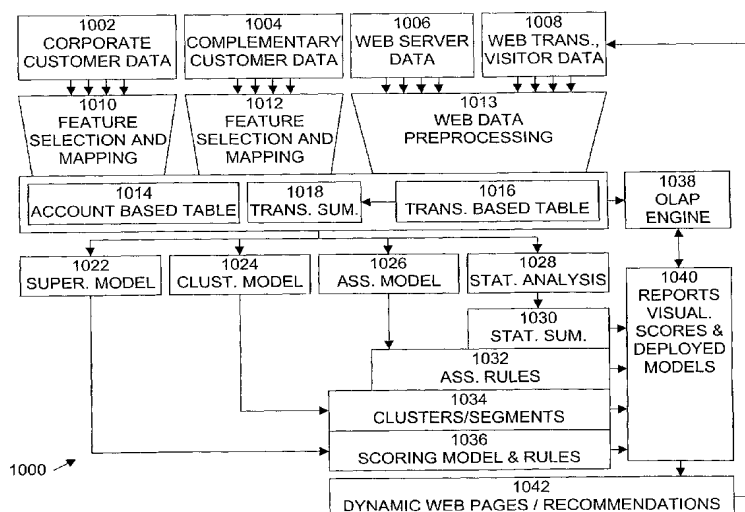 1002
CORPORATE
CUSTOMER DATA
1004
COMPLEMENTARY
CUSTOMER DATA
1006
WEB SERVER
DATA
1008
WEB TRANS.,
VISITOR DATA
1010
FEATURE
SELECTION AND
MAPPING
1012
FEATURE
SELECTION AND
MAPPING
1013
WEB DATA
PREPROCESSING
1014
ACCOUNT BASED TABLE
1018
TRANS. SUM.
1016
TRANS. BASED TABLE
1038
OLAP
ENGINE
1022
SUPER. MODEL
1024
CLUST. MODEL
1026
ASS. MODEL
1028
STAT. ANALYSIS
1040
REPORTS
VISUAL.
SCORES &
DEPLOYED
MODELS
1030
STAT. SUM.
1032
ASS. RULES
1034
CLUSTERS/SEGMENTS
1036
SCORING MODEL & RULES
1000
1042
DYNAMIC WEB PAGES / RECOMMENDATIONS